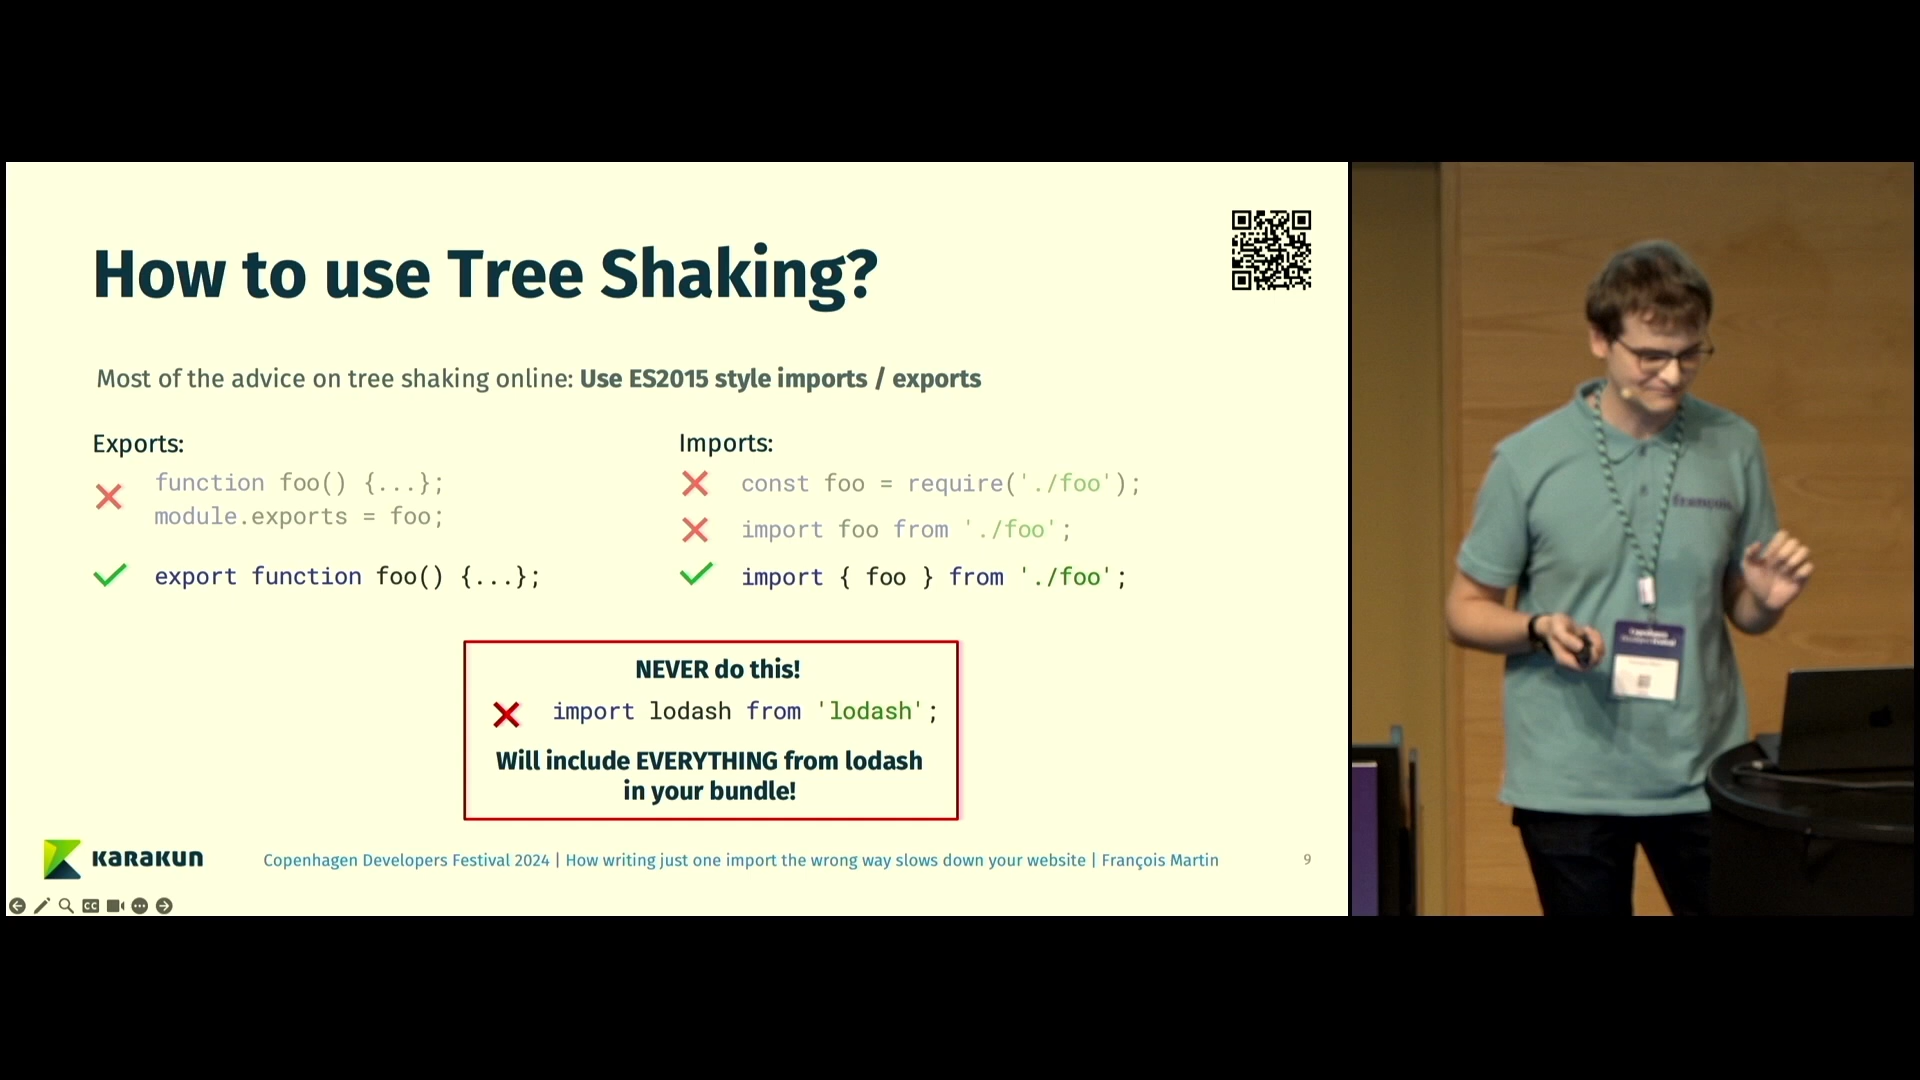 How to use Tree Shaking?
Most of the advice on tree shaking online: Use ES2015 style imports / exports
Exports:
function foo() {...};
module.exports = foo;
export function foo() {...};
Imports:
const foo = require('./foo');
import foo from './foo';
import { foo } from './foo';
NEVER do this!
import lodash from 'lodash';
Will include EVERYTHING from lodash
in your bundle!
KARAKUN
Copenhagen Developers Festival 2024 | How writing just one import the wrong way slows down your website | François Martin
9
CC
françois